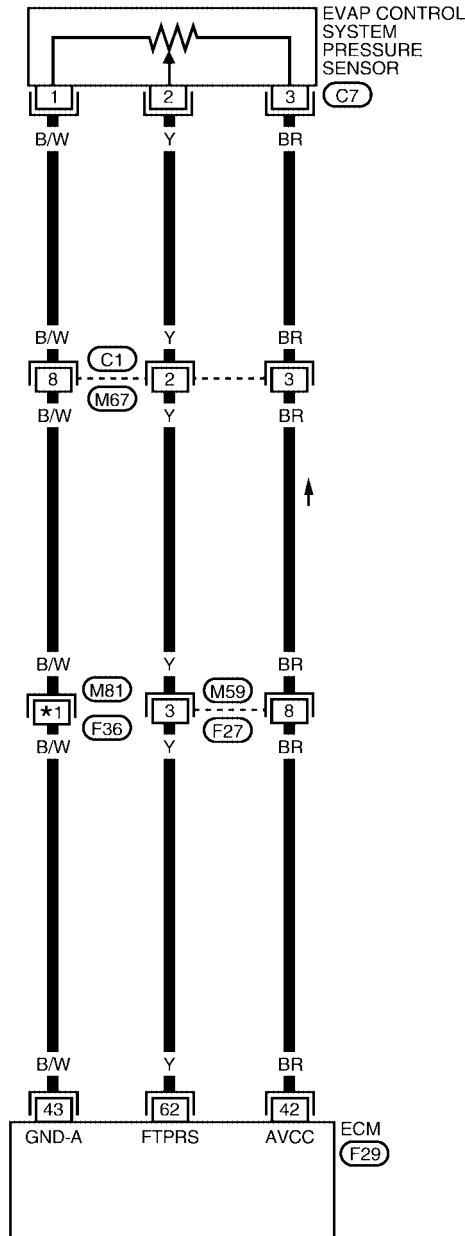 EVAP CONTROL
SYSTEM
PRESSURE
SENSOR
1 2 3 C7
B/W Y BR
B/W Y BR
C1
8 2 3
M67
B/W Y BR
B/W Y BR
M81 M59
*1 3 8
F36 F27
B/W Y BR
B/W Y BR
43 62 42
GND-A FTPRS AVCC ECM
F29